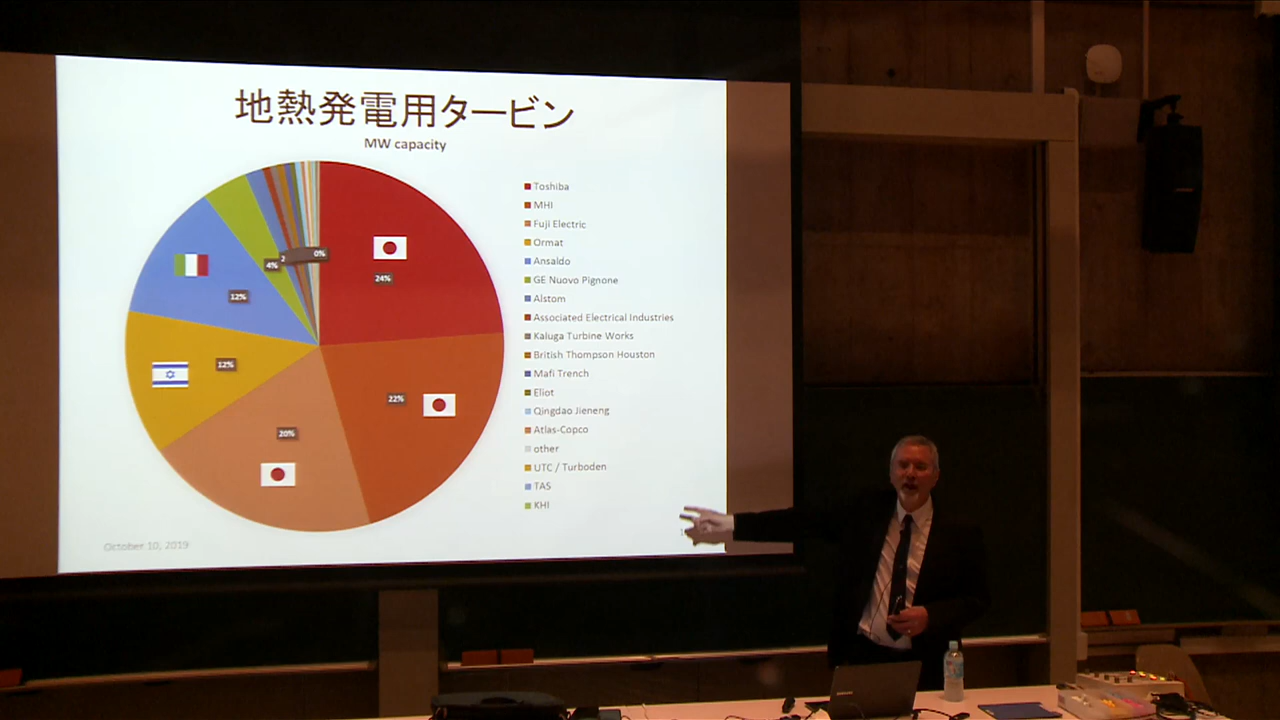 地熱発電用タービン
MW capacity
Toshiba
MHI
Fuji Electric
Ormat
Ansaldo
GE Nuovo Pignone
Alstom
Associated Electrical Industries
Kaluga Turbine Works
British Thompson Houston
Mafi Trench
Eliot
Qingdao Jieneng
Atlas-Copco
other
UTC / Turboden
TAS
KHI
24%
22%
20%
12%
12%
4%
2
0%
October 10, 2019